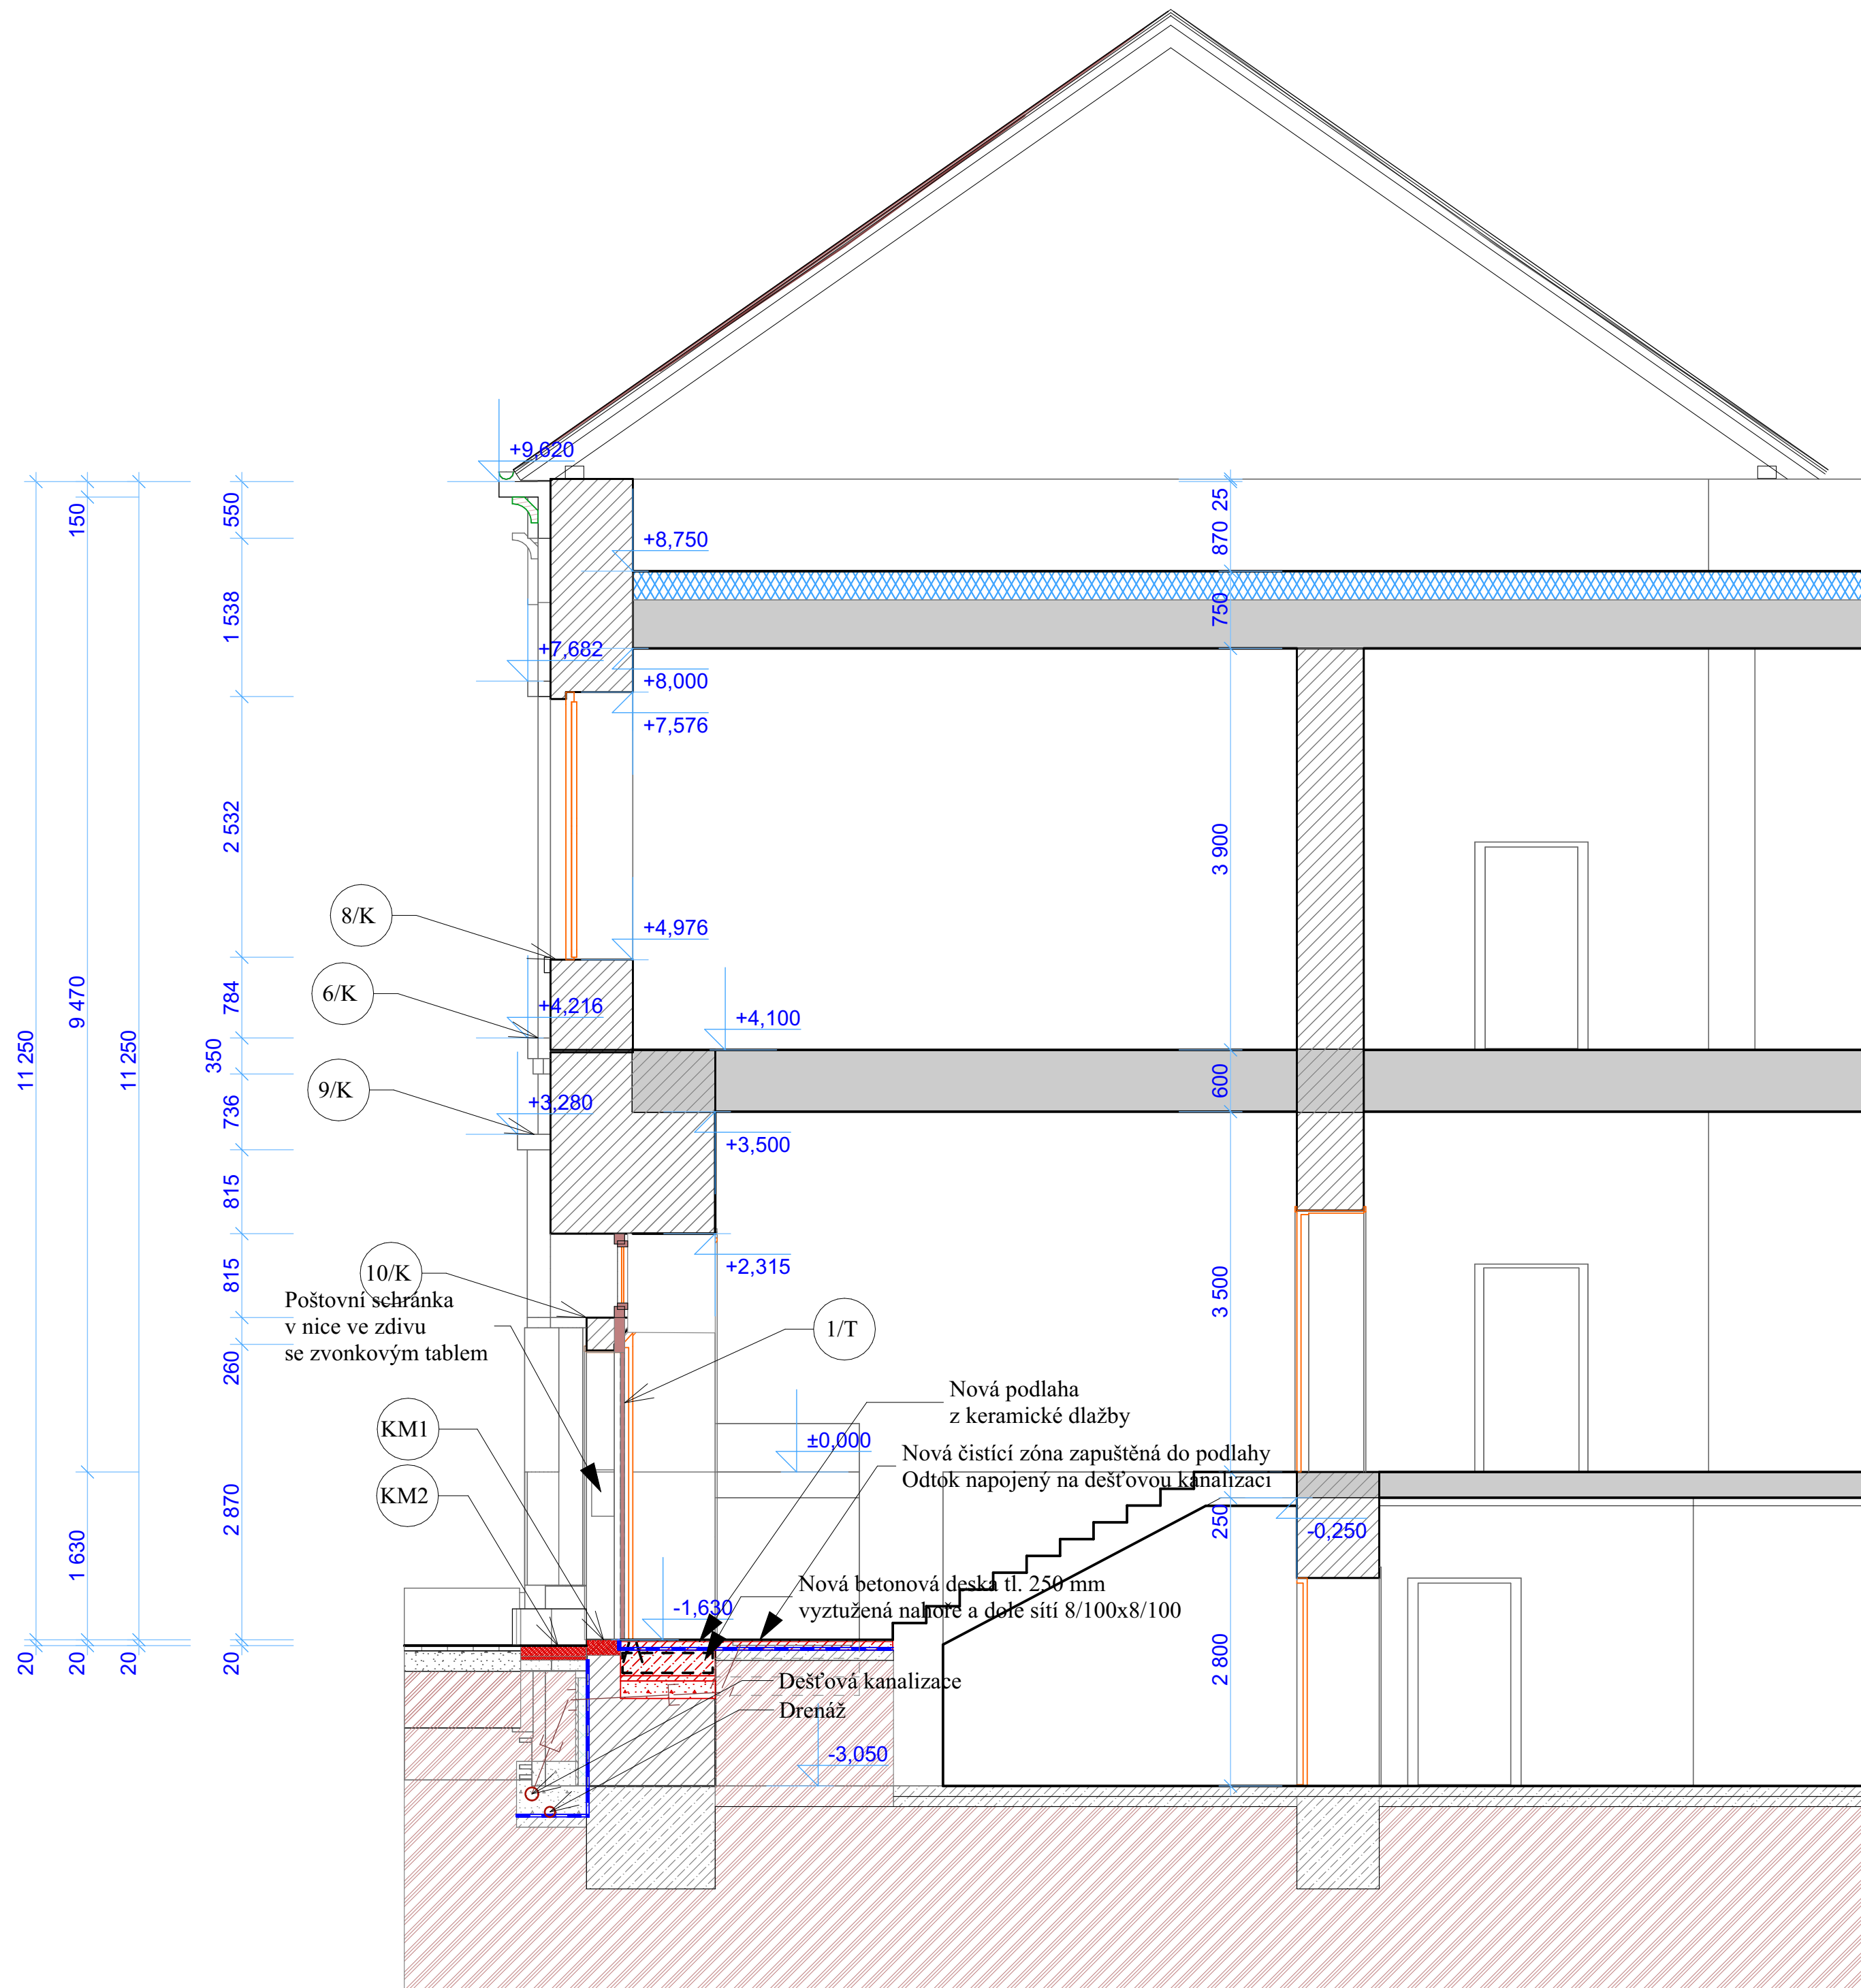 +9,620
550
150
25
870
+8,750
750
1 538
+7,682
+8,000
+7,576
2 532
3 900
8/K
+4,976
6/K
784
+4,216
+4,100
9 470
11 250
11 250
350
9/K
600
736
+3,280
+3,500
815
+2,315
815
10/K
3 500
Poštovní schránka
v nice ve zdivu
se zvonkovým tablem
1/T
260
Nová podlaha
z keramické dlažby
KM1
±0,000
Nová čistící zóna zapuštěná do podlahy
Odtok napojený na dešťovou kanalizaci
KM2
2 870
250
-0,250
1 630
Nová betonová deska tl. 250 mm
vyztužená nahoře a dole sítí 8/100x8/100
-1,630
20
20
20
20
2 800
Dešťová kanalizace
Drenáž
-3,050